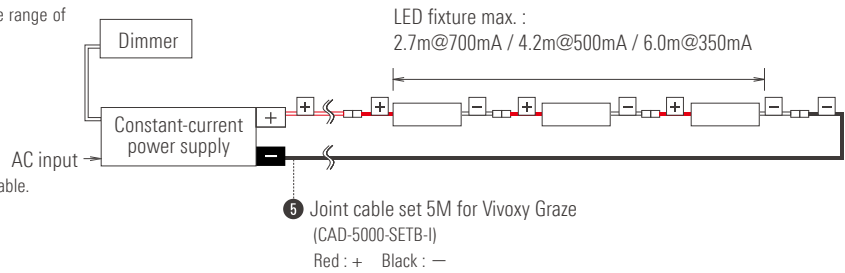 e range of
Dimmer
LED fixture max. :
2.7m@700mA / 4.2m@500mA / 6.0m@350mA
+ + − + − + − −
Constant-current
power supply
+
−
AC input
able.
5 Joint cable set 5M for Vivoxy Graze
(CAD-5000-SETB-I)
Red : + Black : −